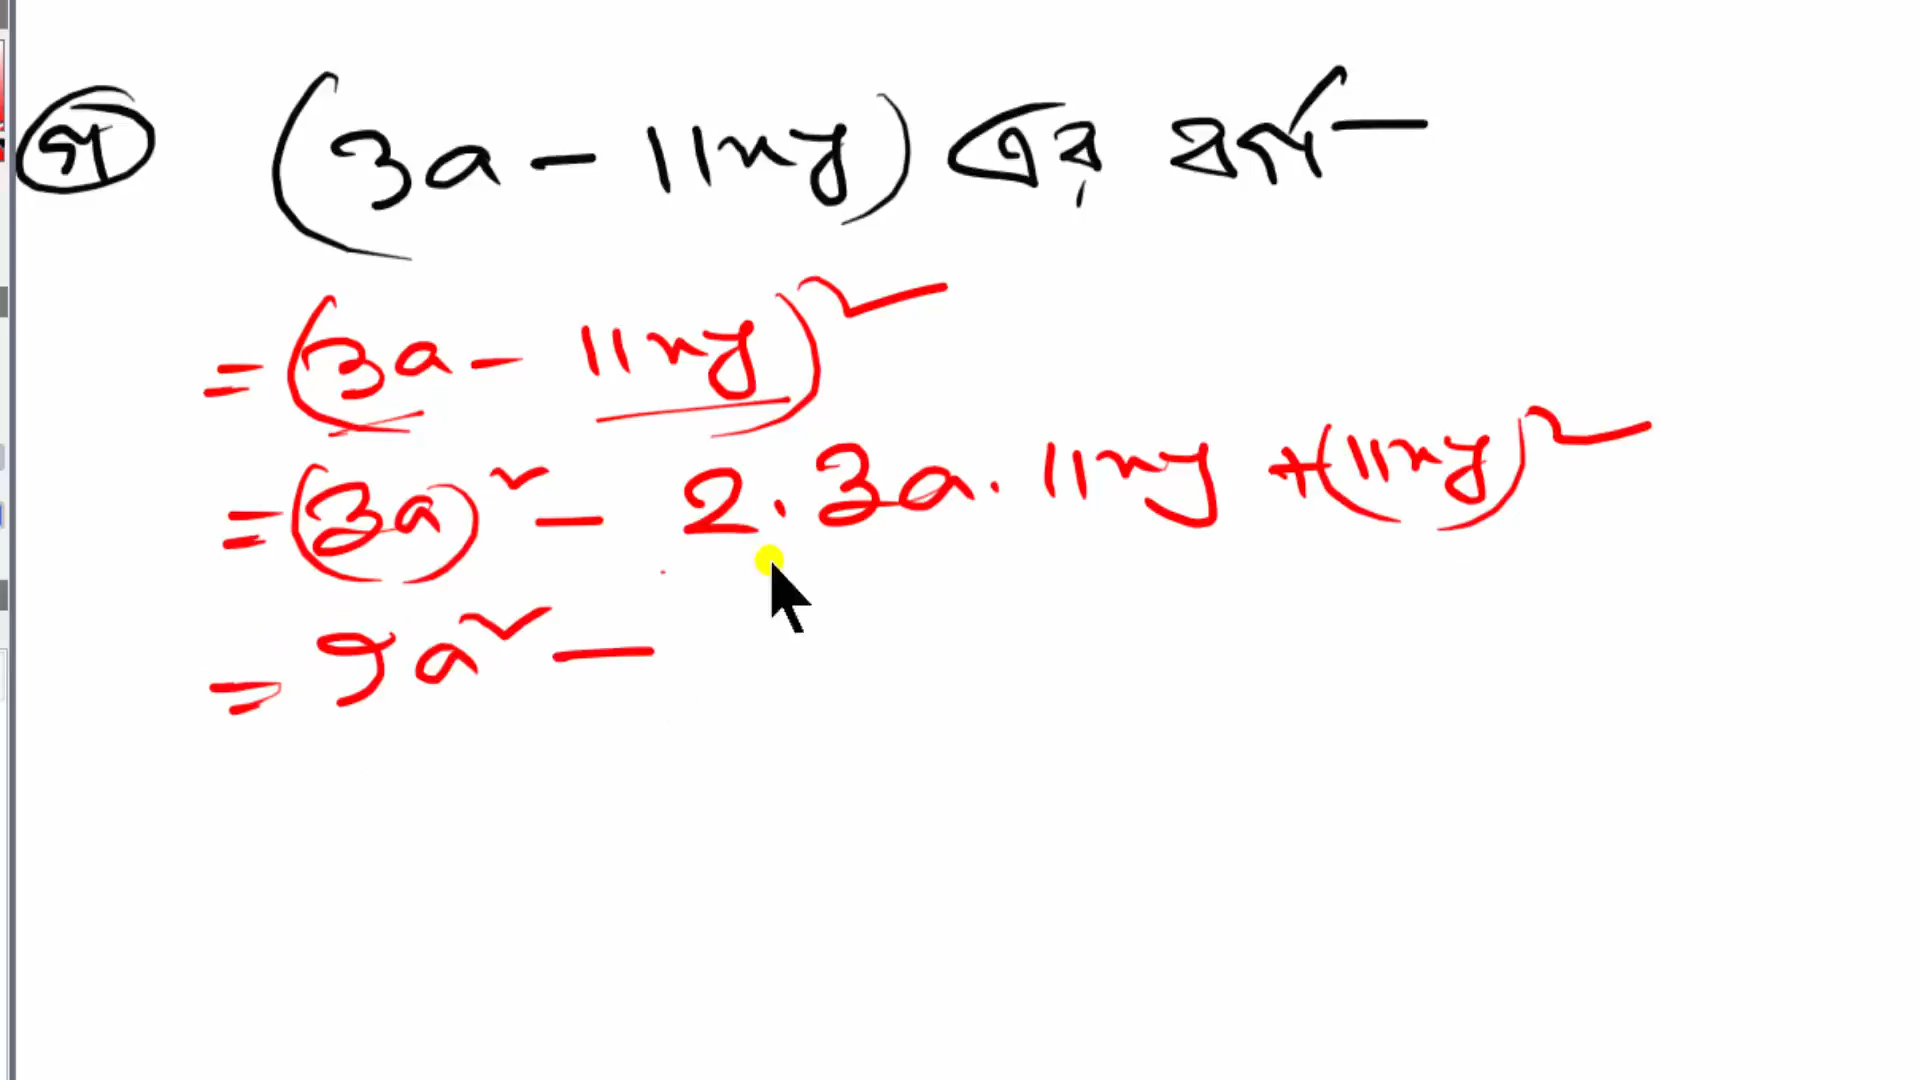 (3a - 11xy) এর বর্গ -
= (3a - 11xy)²
= (3a)² - 2 . 3a . 11xy + (11xy)²
= 9a² -